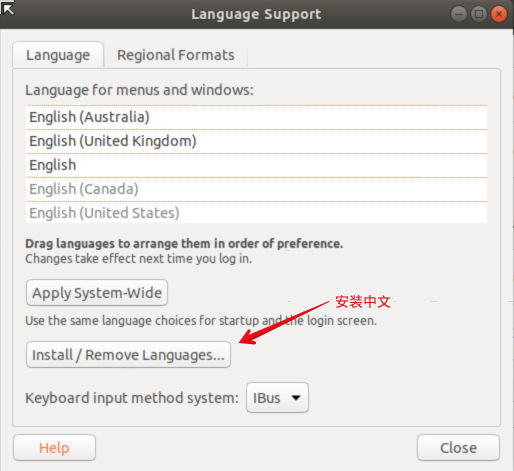 Language Support
Language
Regional Formats
Language for menus and windows:
English (Australia)
English (United Kingdom)
English
English (Canada)
English (United States)
Drag languages to arrange them in order of preference.
Changes take effect next time you log in.
Apply System-Wide
安装中文
Use the same language choices for startup and the login screen.
Install / Remove Languages...
Keyboard input method system: IBus
Help
Close